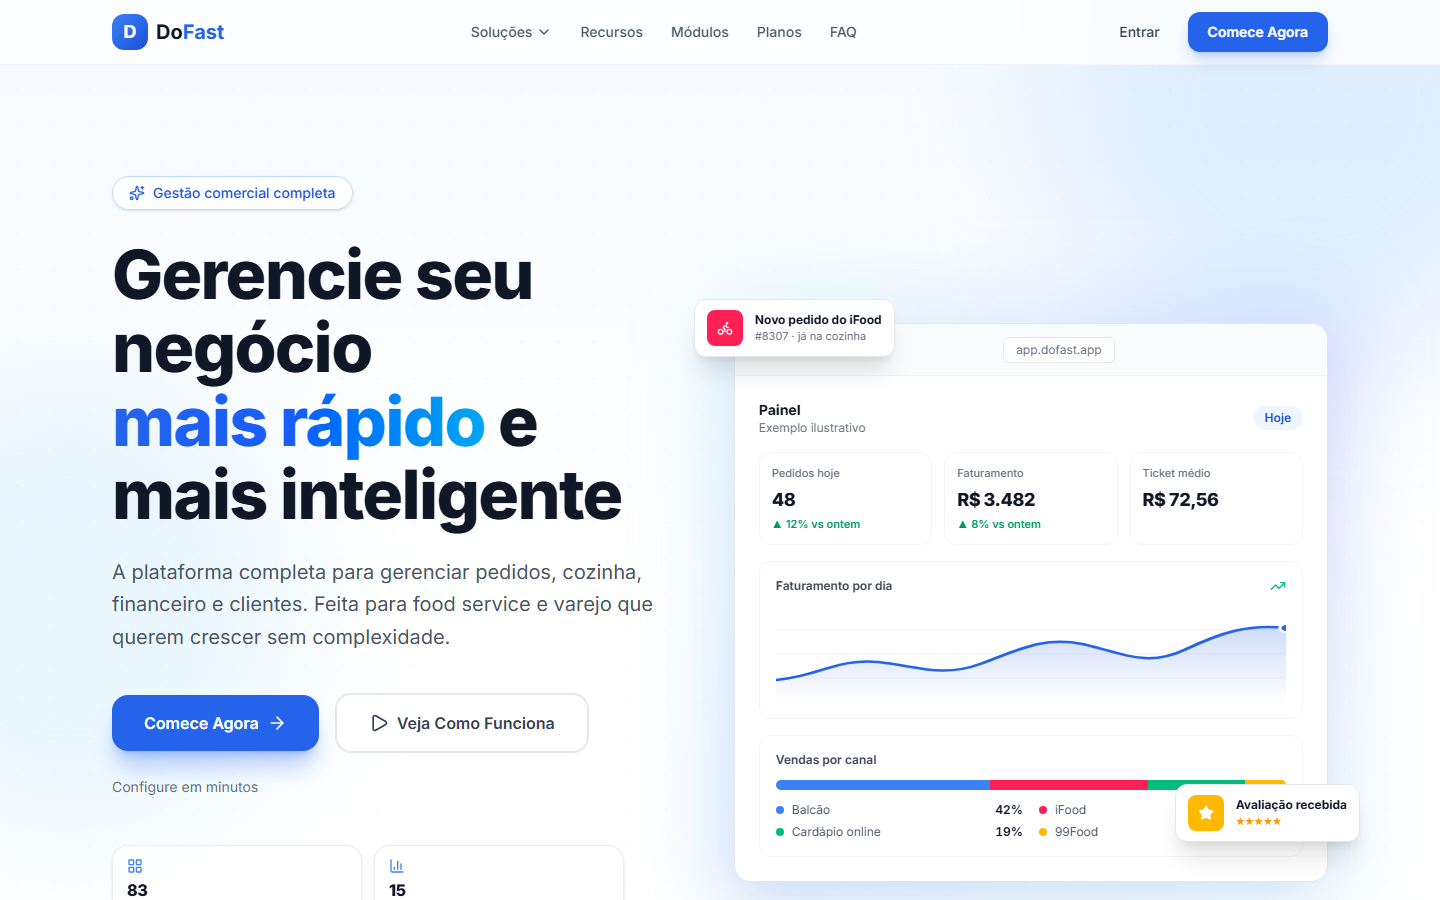 D DoFast
Soluções
Recursos
Módulos
Planos
FAQ
Entrar
Comece Agora
Gestão comercial completa
Gerencie seu
negócio
mais rápido e
mais inteligente
A plataforma completa para gerenciar pedidos, cozinha,
financeiro e clientes. Feita para food service e varejo que
querem crescer sem complexidade.
Comece Agora
Veja Como Funciona
Configure em minutos
83
15
Novo pedido do iFood
#8307 · já na cozinha
app.dofast.app
Painel
Exemplo ilustrativo
Hoje
Pedidos hoje
48
▲ 12% vs ontem
Faturamento
R$ 3.482
▲ 8% vs ontem
Ticket médio
R$ 72,56
Faturamento por dia
Vendas por canal
Balcão 42%
iFood
Cardápio online 19%
99Food
Avaliação recebida
★★★★★